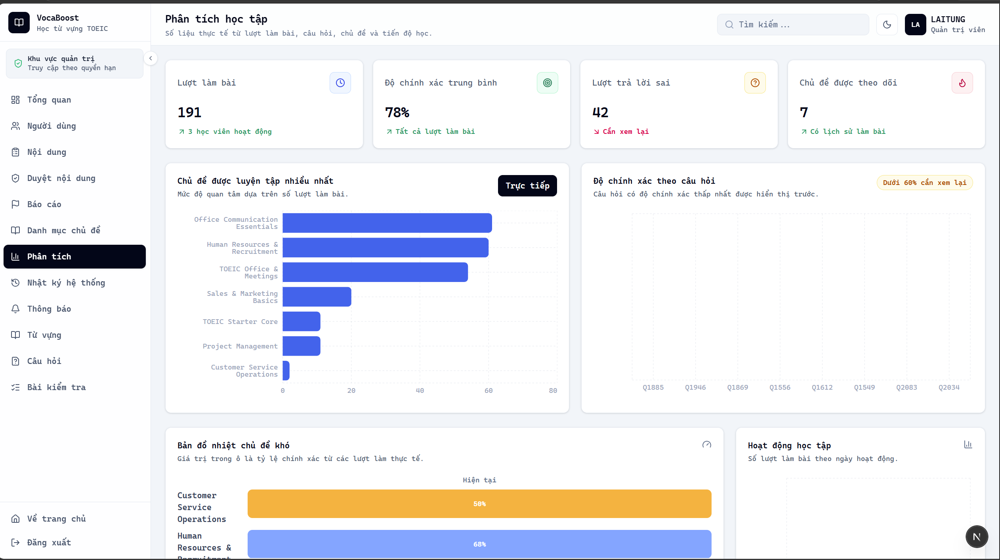 VocaBoost
Học từ vựng TOEIC
Khu vực quản trị
Truy cập theo quyền hạn
Tổng quan
Người dùng
Nội dung
Duyệt nội dung
Báo cáo
Danh mục chủ đề
Phân tích
Nhật ký hệ thống
Thông báo
Từ vựng
Câu hỏi
Bài kiểm tra
Về trang chủ
Đăng xuất
Phân tích học tập
Số liệu thực tế từ lượt làm bài, câu hỏi, chủ đề và tiến độ học.
Tìm kiếm...
LA
LAITUNG
Quản trị viên
Lượt làm bài
191
3 học viên hoạt động
Độ chính xác trung bình
78%
Tất cả lượt làm bài
Lượt trả lời sai
42
Cần xem lại
Chủ đề được theo dõi
7
Có lịch sử làm bài
Chủ đề được luyện tập nhiều nhất
Mức độ quan tâm dựa trên số lượt làm bài.
Trực tiếp
Office Communication
Essentials
Human Resources &
Recruitment
TOEIC Office &
Meetings
Sales & Marketing
Basics
TOEIC Starter Core
Project Management
Customer Service
Operations
0 20 40 60 80
Độ chính xác theo câu hỏi
Câu hỏi có độ chính xác thấp nhất được hiển thị trước.
Dưới 60% cần xem lại
Q1885 Q1946 Q1869 Q1556 Q1612 Q1549 Q2083 Q2034
Bản đồ nhiệt chủ đề khó
Giá trị trong ô là tỷ lệ chính xác từ các lượt làm thực tế.
Hiện tại
Customer
Service
Operations
50%
Human
Resources &
Recruitment
68%
Hoạt động học tập
Số lượt làm bài theo ngày hoạt động.
N